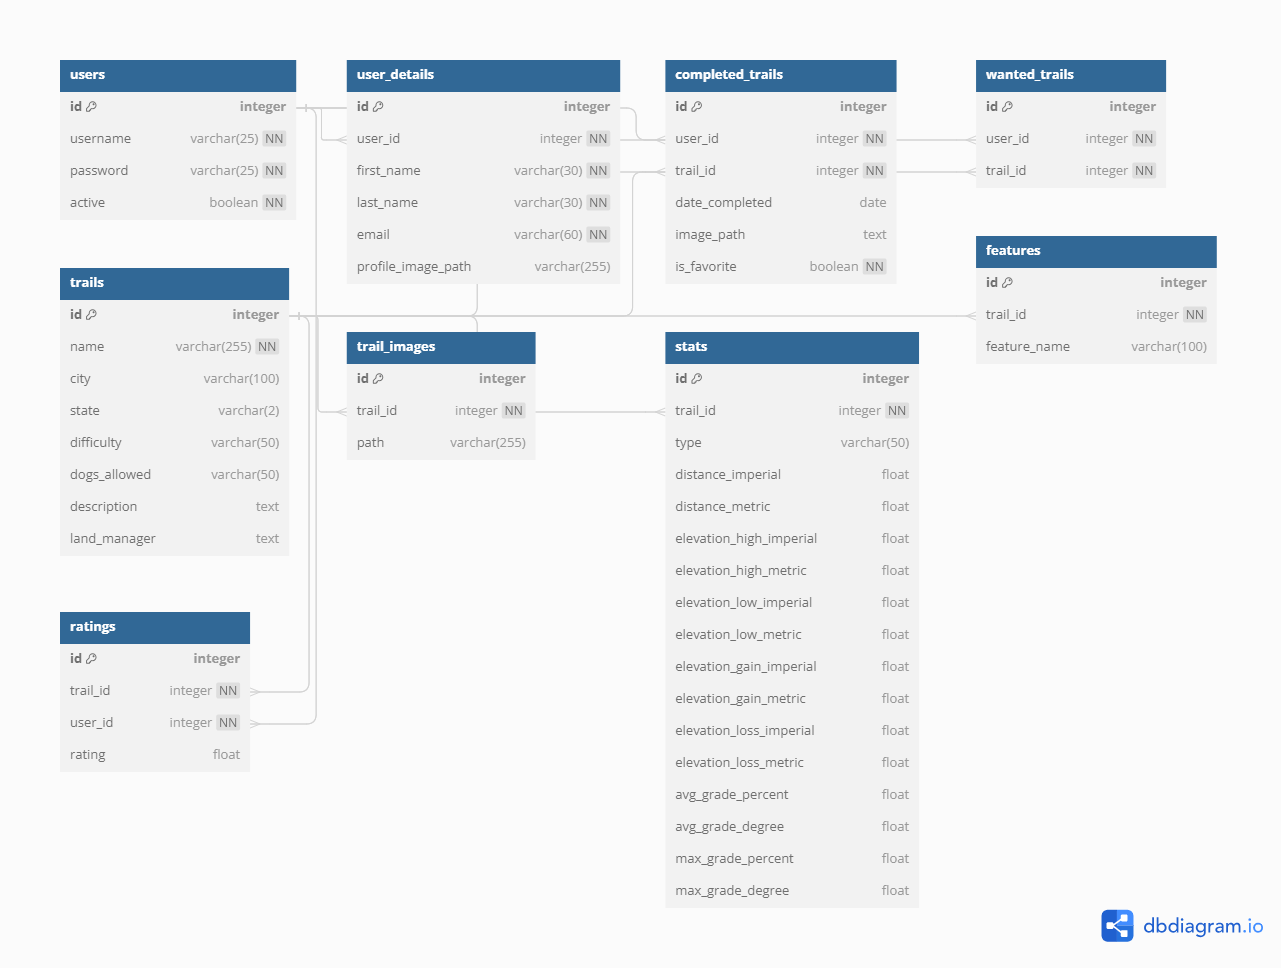 users
id integer
username varchar(25) NN
password varchar(25) NN
active boolean NN
user_details
id integer
user_id integer NN
first_name varchar(30) NN
last_name varchar(30) NN
email varchar(60) NN
profile_image_path varchar(255)
completed_trails
id integer
user_id integer NN
trail_id integer NN
date_completed date
image_path text
is_favorite boolean NN
wanted_trails
id integer
user_id integer NN
trail_id integer NN
features
id integer
trail_id integer NN
feature_name varchar(100)
trails
id integer
name varchar(255) NN
city varchar(100)
state varchar(2)
difficulty varchar(50)
dogs_allowed varchar(50)
description text
land_manager text
trail_images
id integer
trail_id integer NN
path varchar(255)
stats
id integer
trail_id integer NN
type varchar(50)
distance_imperial float
distance_metric float
elevation_high_imperial float
elevation_high_metric float
elevation_low_imperial float
elevation_low_metric float
elevation_gain_imperial float
elevation_gain_metric float
elevation_loss_imperial float
elevation_loss_metric float
avg_grade_percent float
avg_grade_degree float
max_grade_percent float
max_grade_degree float
ratings
id integer
trail_id integer NN
user_id integer NN
rating float
dbdiagram.io